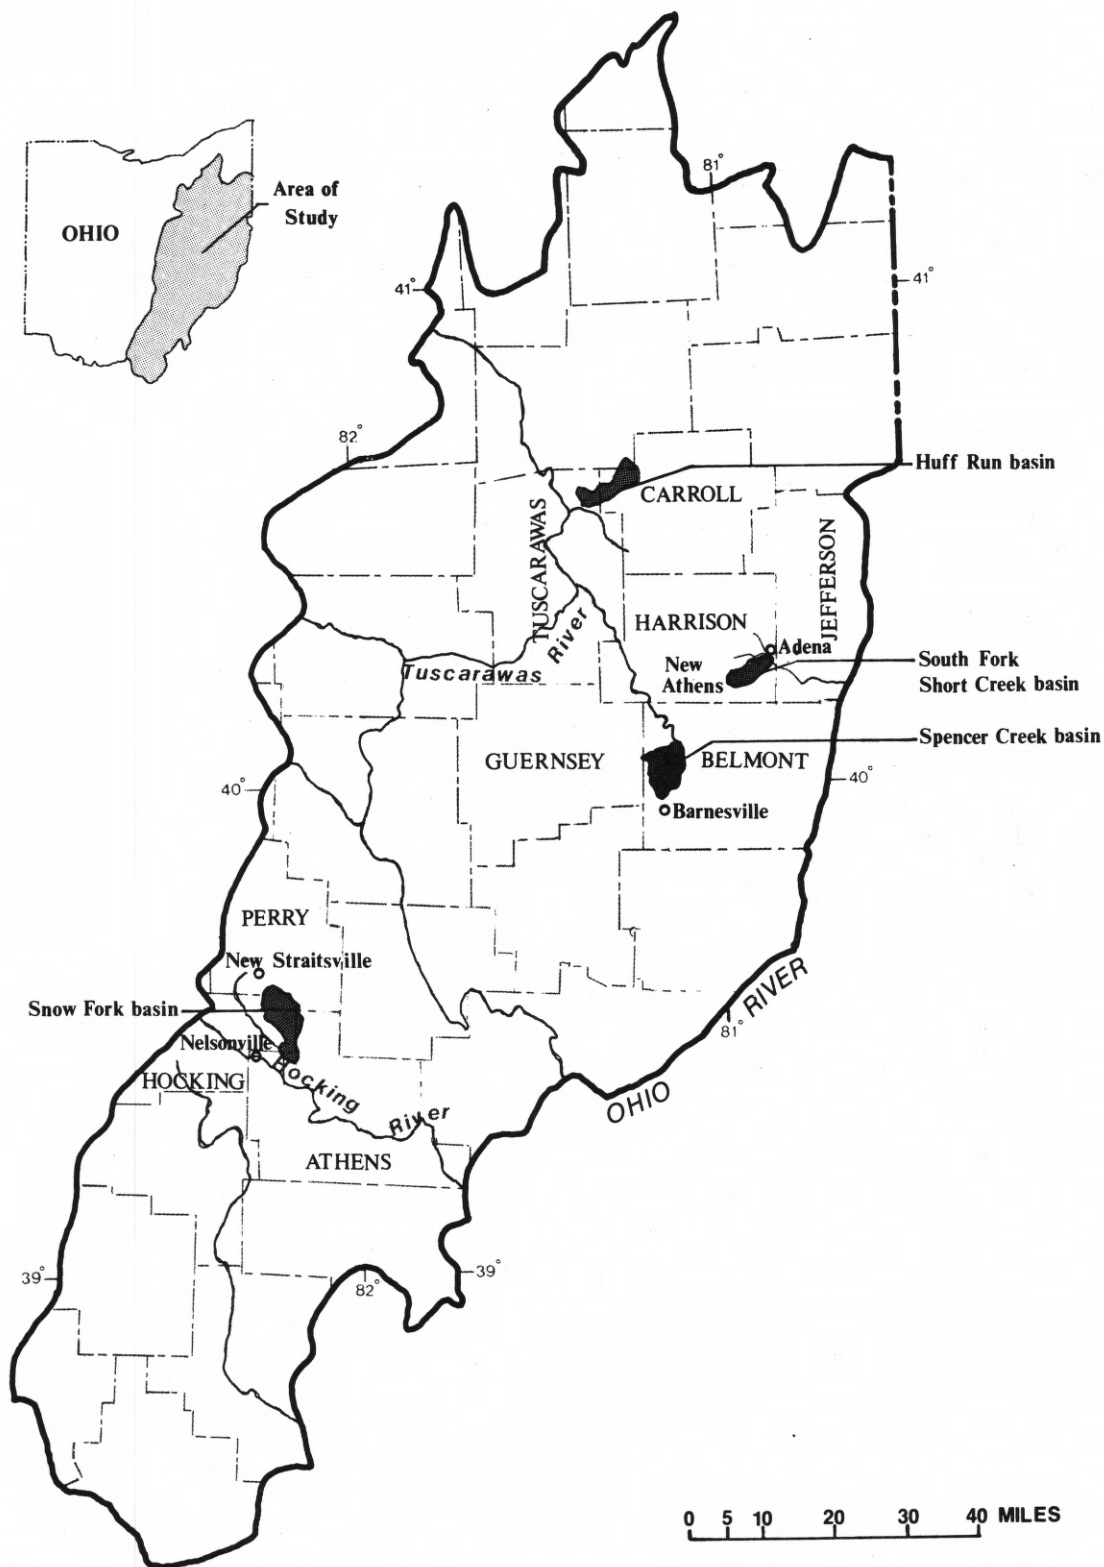 Area of
Study
OHIO
81°
41°
41°
82°
Huff Run basin
CARROLL
TUSCARAWAS
JEFFERSON
HARRISON
Adena
River
New
Athens
Tuscarawas
South Fork
Short Creek basin
Spencer Creek basin
GUERNSEY
BELMONT
40°
40°
Barnesville
PERRY
New Straitsville
Snow Fork basin
RIVER
81°
Nelsonville
HOCKING
Hocking
River
OHIO
ATHENS
39°
82°
39°
0 5 10 20 30 40 MILES